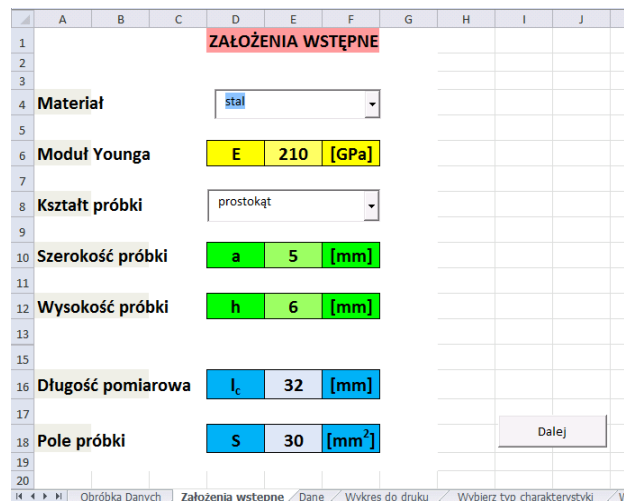 A B C D E F G H I J
1 ZAŁOŻENIA WSTĘPNE
2
3
4 Materiał stal
5
6 Moduł Younga E 210 [GPa]
7
8 Kształt próbki prostokąt
9
10 Szerokość próbki a 5 [mm]
11
12 Wysokość próbki h 6 [mm]
13
15
16 Długość pomiarowa lc 32 [mm]
17
Dalej
18 Pole próbki S 30 [mm²]
19
20
Obróbka Danych Założenia wstępne Dane Wykres do druku Wybierz typ charakterystyki W